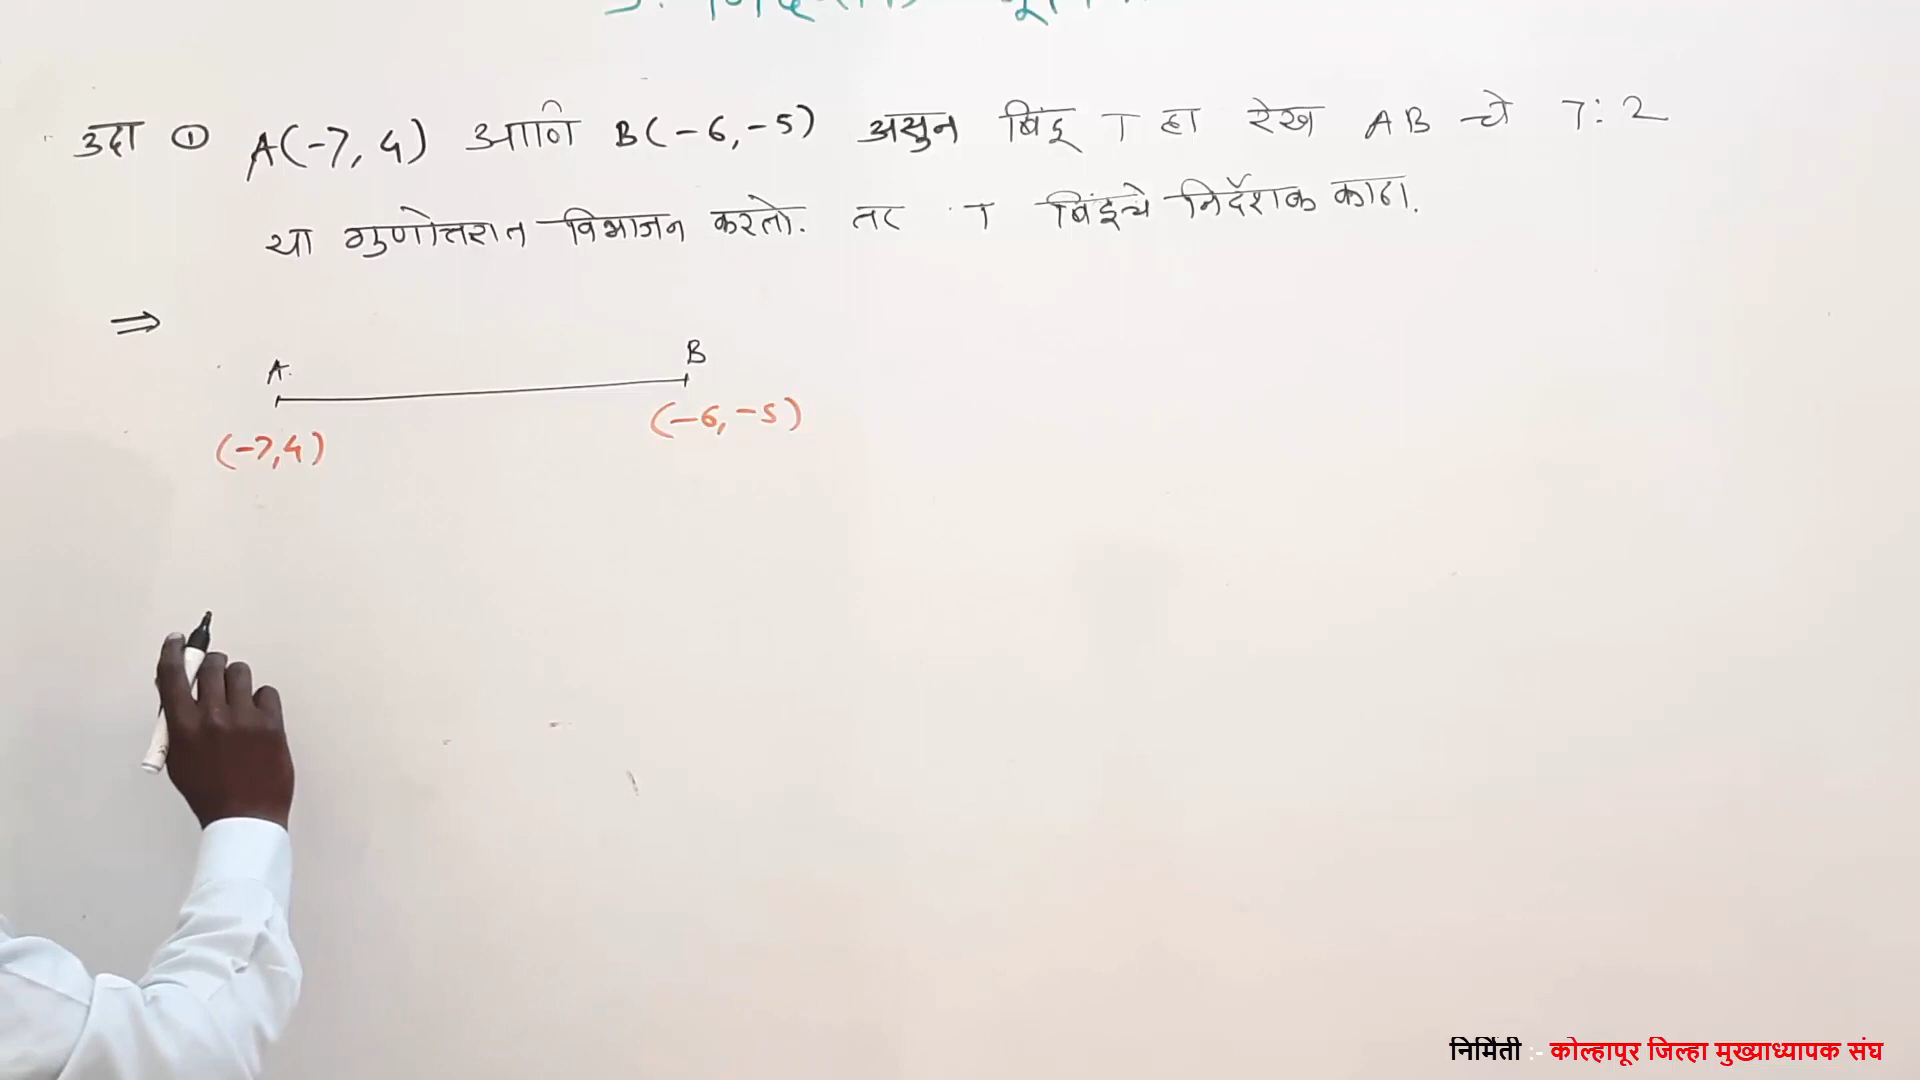 उदा ① A(-7, 4) आणि B(-6, -5) असुन बिंदू T हा रेख AB चे 7:2
या गुणोत्तरात विभाजन करतो. तर T बिंदूचे निर्देशक काढा.
⇒
A. B
(-7,4) (-6,-5)
निर्मिती :- कोल्हापूर जिल्हा मुख्याध्यापक संघ